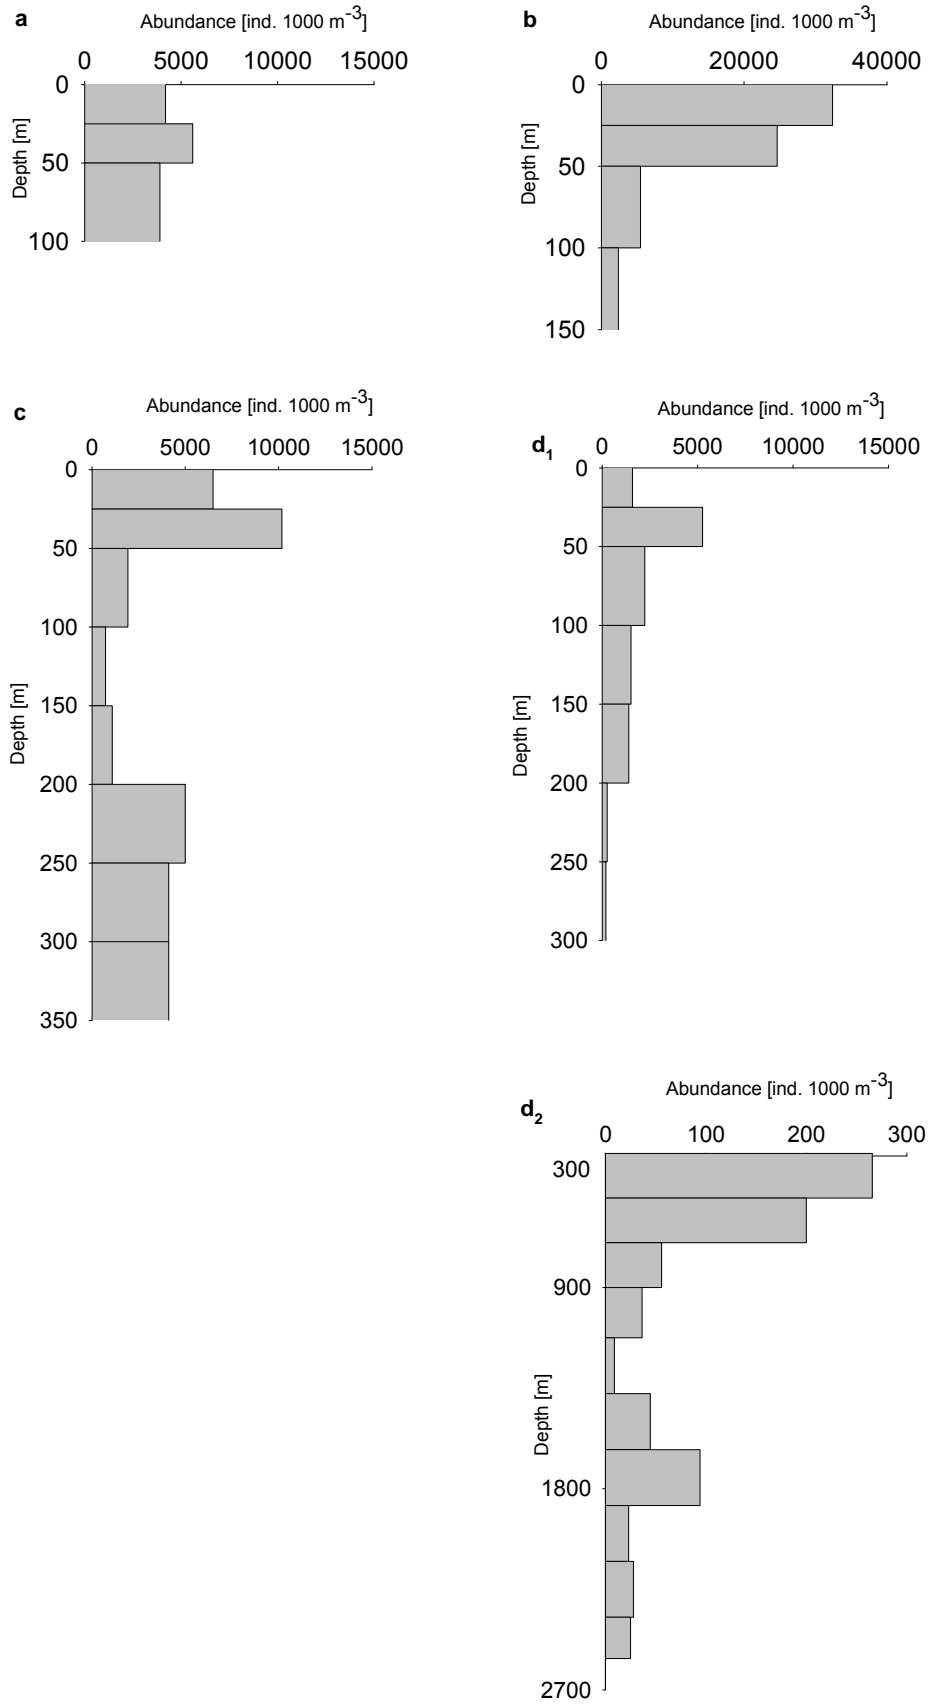 a
Abundance [ind. 1000 m-3]
0 5000 10000 15000
0
50
100
Depth [m]
b
Abundance [ind. 1000 m-3]
0 20000 40000
0
50
100
150
Depth [m]
c
Abundance [ind. 1000 m-3]
0 5000 10000 15000
0
50
100
150
200
250
300
350
Depth [m]
d1
Abundance [ind. 1000 m-3]
0 5000 10000 15000
0
50
100
150
200
250
300
Depth [m]
d2
Abundance [ind. 1000 m-3]
0 100 200 300
300
900
1800
2700
Depth [m]